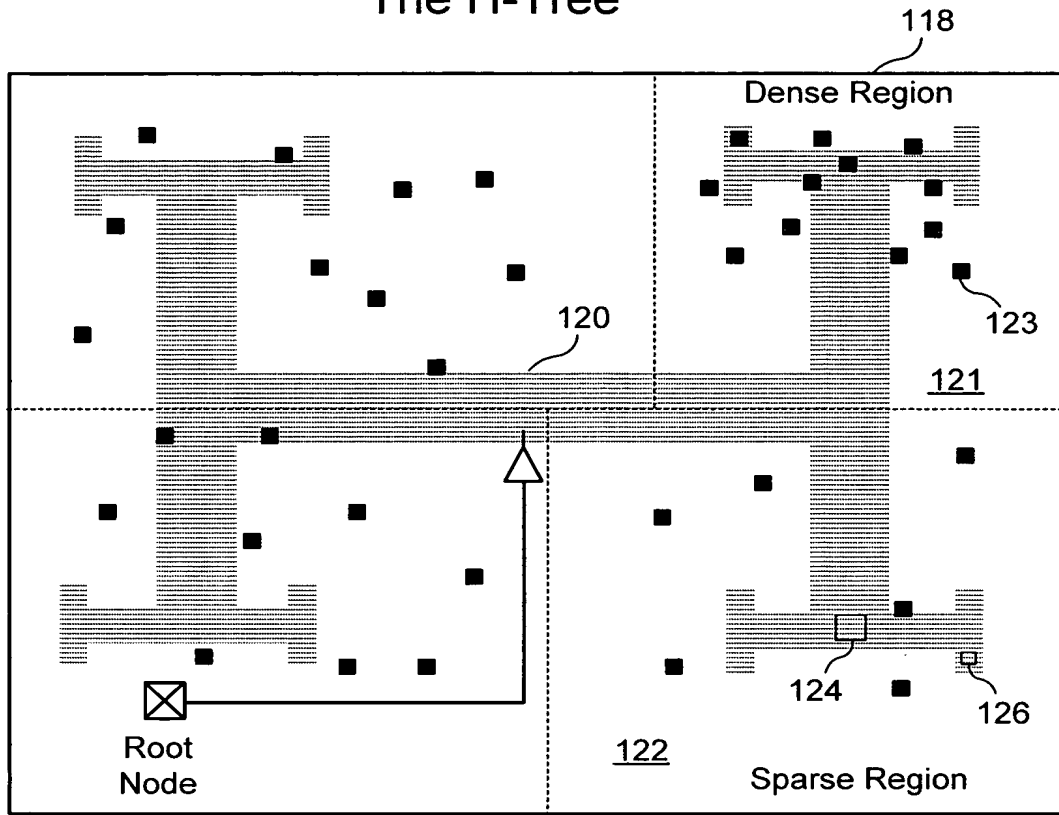 The H-Tree
118
Dense Region
123
120
121
124
126
122
Root
Node
Sparse Region